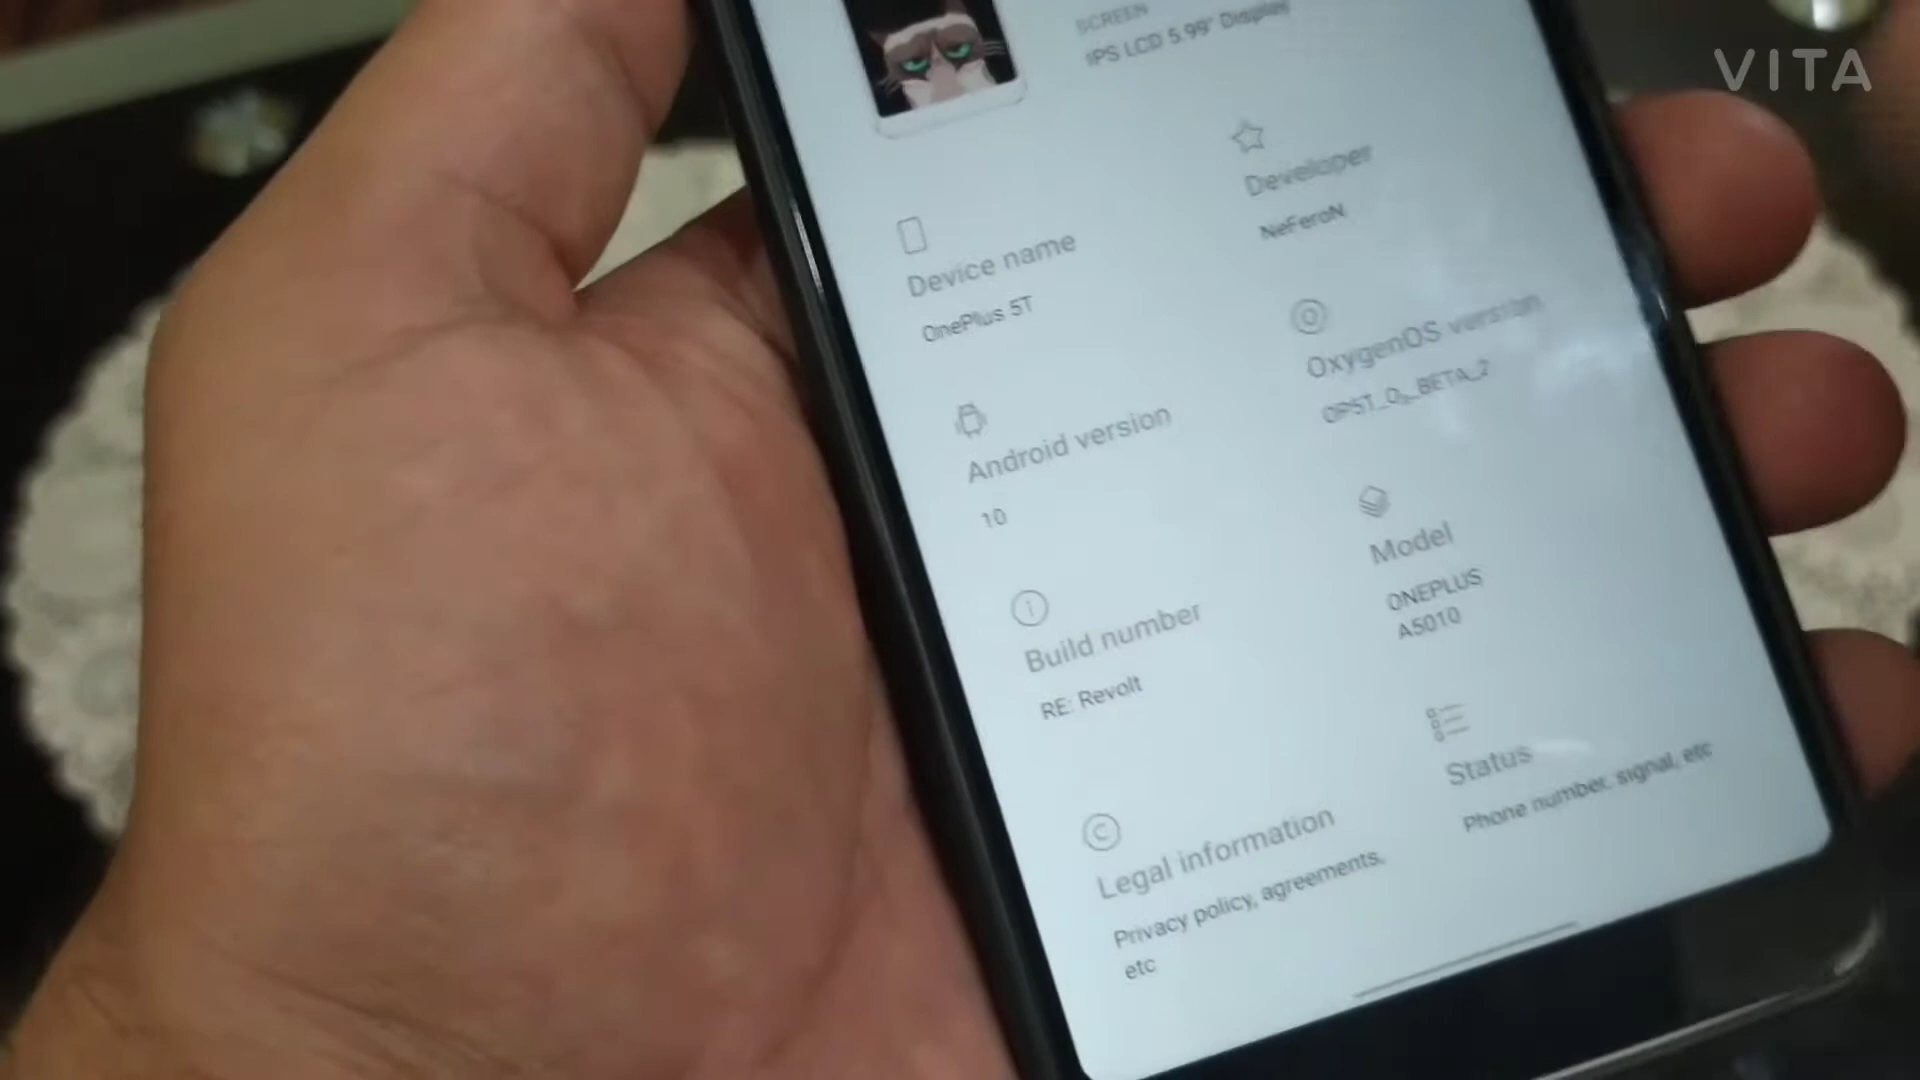 VITA
SCREEN
IPS LCD 5.99" Display
Developer
NeFeroN
Device name
OnePlus 5T
OxygenOS version
OP5T_O2_BETA_2
Android version
10
Model
ONEPLUS
A5010
Build number
RE: Revolt
Status
Phone number, signal, etc
Legal information
Privacy policy, agreements,
etc